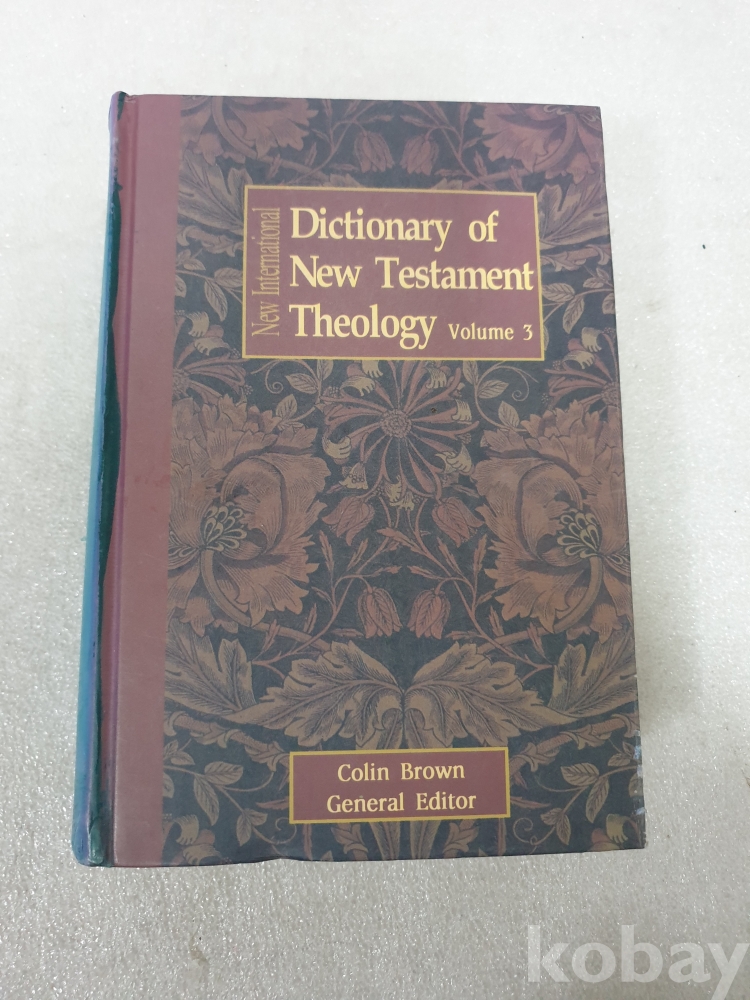 New International
Dictionary of
New Testament
Theology Volume 3
Colin Brown
General Editor
kobay